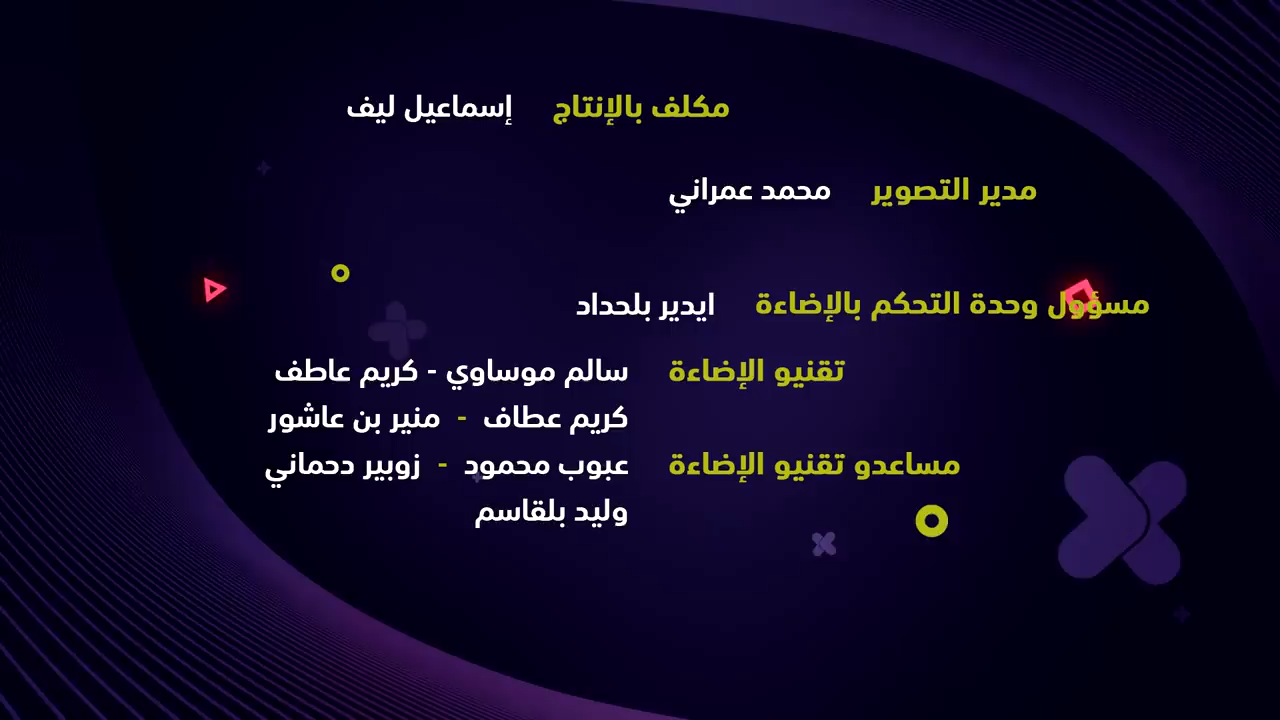 مكلف بالإنتاج إسماعيل ليف
مدير التصوير محمد عمراني
مسؤول وحدة التحكم بالإضاءة ايدير بلحداد
تقنيو الإضاءة سالم موساوي - كريم عاطف
كريم عطاف - منير بن عاشور
مساعدو تقنيو الإضاءة عبوب محمود - زوبير دحماني
وليد بلقاسم